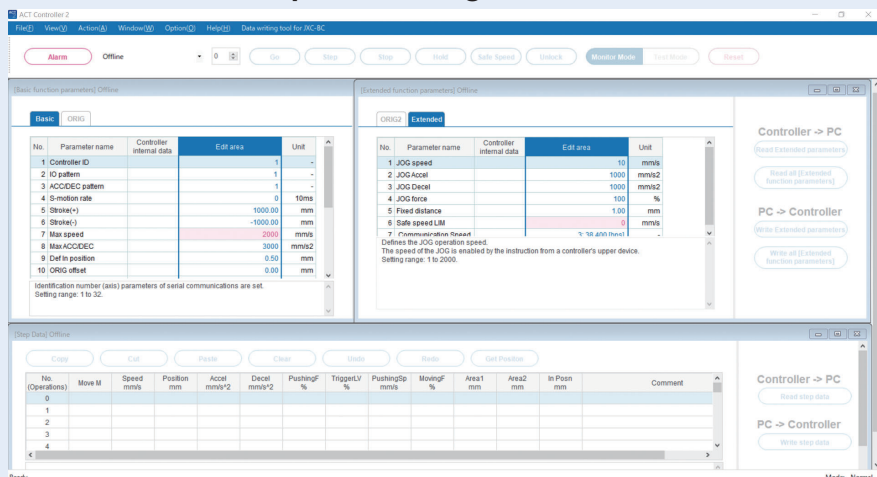 ACT Controller 2
File(F) View(V) Action(A) Window(W) Option(O) Help(H) Data writing tool for JXC-BC
Alarm Offline 0 Go Step Stop Hold Safe Speed Unlock Monitor Mode Test Mode Reset
[Basic function parameters] Offline
Basic ORIG
No. Parameter name Controller internal data Edit area Unit
1 Controller ID 1 -
2 IO pattern 1 -
3 ACC/DEC pattern 1 -
4 S-motion rate 0 10ms
5 Stroke(+) 1000.00 mm
6 Stroke(-) -1000.00 mm
7 Max speed 2000 mm/s
8 Max ACC/DEC 3000 mm/s2
9 Def In position 0.50 mm
10 ORIG offset 0.00 mm
Identification number (axis) parameters of serial communications are set.
Setting range: 1 to 32.
[Extended function parameters] Offline
ORIG2 Extended
No. Parameter name Controller internal data Edit area Unit
1 JOG speed 10 mm/s
2 JOG Accel 1000 mm/s2
3 JOG Decel 1000 mm/s2
4 JOG force 100 %
5 Fixed distance 1.00 mm
6 Safe speed LIM 0 mm/s
7 Communication Speed 3: 38,400 [bps] -
Defines the JOG operation speed.
The speed of the JOG is enabled by the instruction from a controller's upper device.
Setting range: 1 to 2000.
Controller -> PC
Read Extended parameters
Read all [Extended
function parameters]
PC -> Controller
Write Extended parameters
Write all [Extended
function parameters]
[Step Data] Offline
Copy Cut Paste Clear Undo Redo Get Position
No. (Operations) Move M Speed mm/s Position mm Accel mm/s^2 Decel mm/s^2 PushingF % TriggerLV % PushingSp mm/s MovingF % Area1 mm Area2 mm In Posn mm Comment
0
1
2
3
4
Controller -> PC
Read step data
PC -> Controller
Write step data